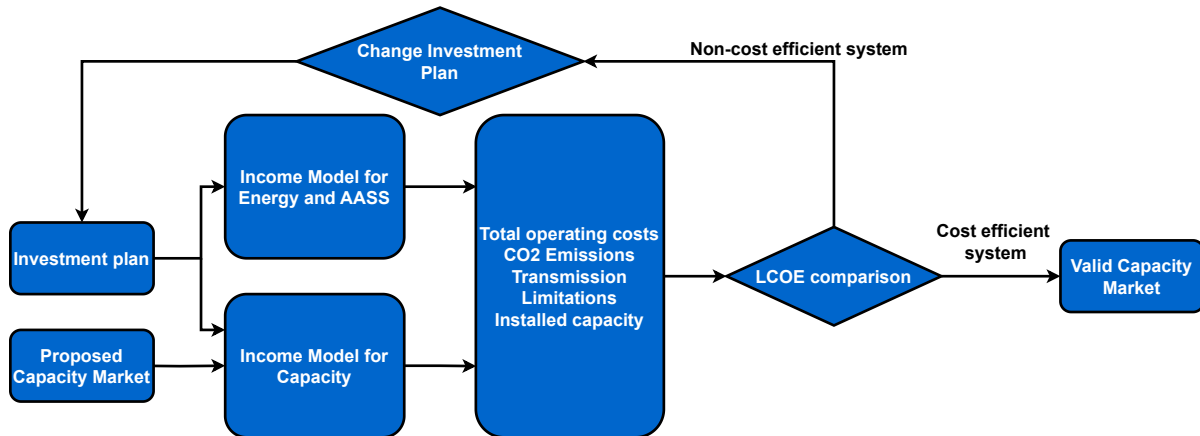 Change Investment
Plan
Non-cost efficient system
Income Model for
Energy and AASS
Investment plan
Proposed
Capacity Market
Income Model for
Capacity
Total operating costs
CO2 Emissions
Transmission
Limitations
Installed capacity
LCOE comparison
Cost efficient
system
Valid Capacity
Market